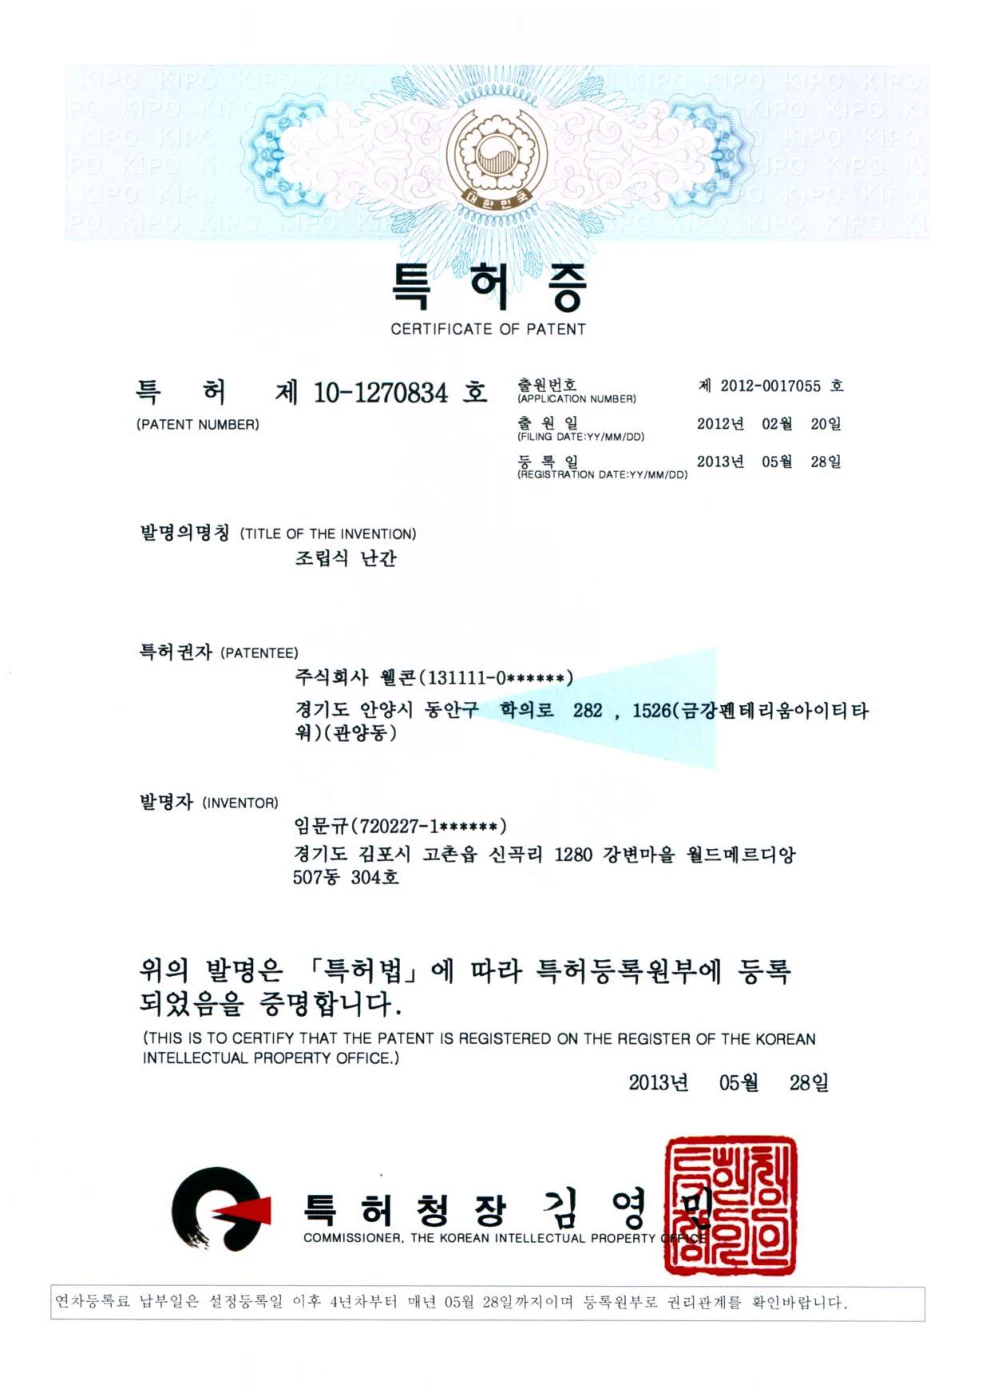 KIPO KIPO KIPO KIPO KIPO KIPO KIPO KIPO
대한민국
특 허 증
CERTIFICATE OF PATENT
특 허 제 10-1270834 호
(PATENT NUMBER)
출원번호 제 2012-0017055 호
(APPLICATION NUMBER)
출 원 일 2012년 02월 20일
(FILING DATE:YY/MM/DD)
등 록 일 2013년 05월 28일
(REGISTRATION DATE:YY/MM/DD)
발명의명칭 (TITLE OF THE INVENTION)
조립식 난간
특허권자 (PATENTEE)
주식회사 웰콘(131111-0******)
경기도 안양시 동안구 학의로 282 , 1526(금강펜테리움아이티타
워)(관양동)
발명자 (INVENTOR)
임문규(720227-1******)
경기도 김포시 고촌읍 신곡리 1280 강변마을 월드메르디앙
507동 304호
위의 발명은 「특허법」에 따라 특허등록원부에 등록
되었음을 증명합니다.
(THIS IS TO CERTIFY THAT THE PATENT IS REGISTERED ON THE REGISTER OF THE KOREAN
INTELLECTUAL PROPERTY OFFICE.)
2013년 05월 28일
특 허 청 장 김 영 민
COMMISSIONER, THE KOREAN INTELLECTUAL PROPERTY OFFICE
연차등록료 납부일은 설정등록일 이후 4년차부터 매년 05월 28일까지이며 등록원부로 권리관계를 확인바랍니다.